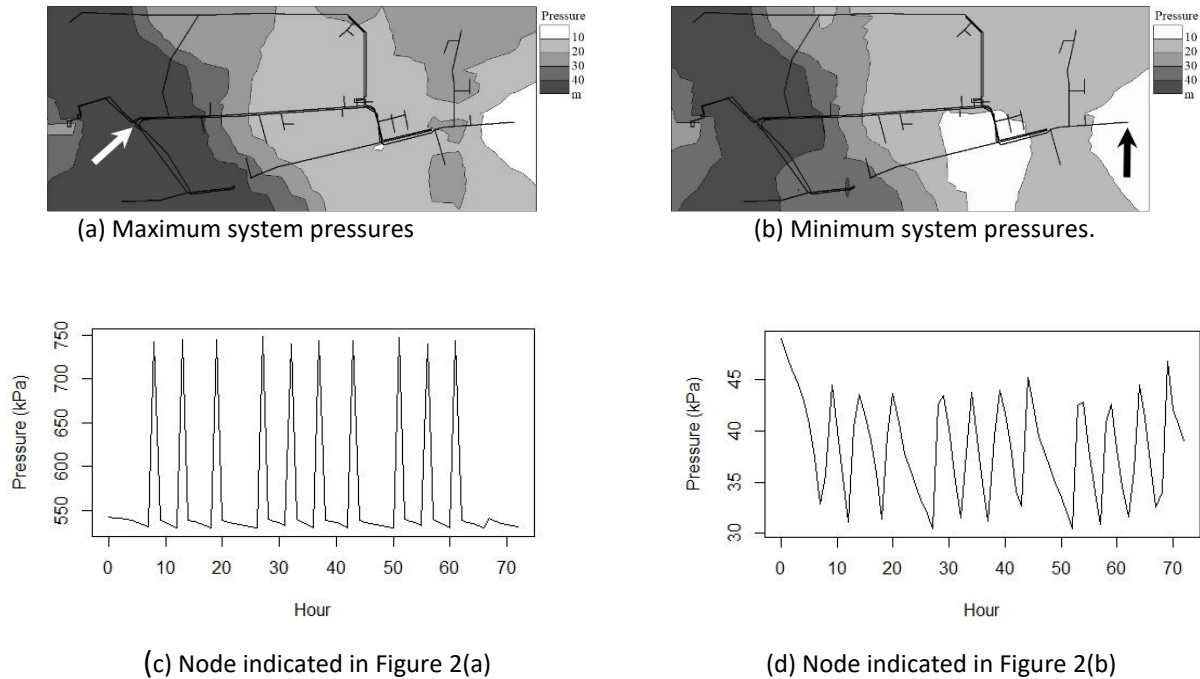 Pressure
10
20
30
40
m
(a) Maximum system pressures
Pressure
10
20
30
40
m
(b) Minimum system pressures.
Pressure (kPa)
750
700
650
600
550
0 10 20 30 40 50 60 70
Hour
(c) Node indicated in Figure 2(a)
Pressure (kPa)
45
40
35
30
0 10 20 30 40 50 60 70
Hour
(d) Node indicated in Figure 2(b)